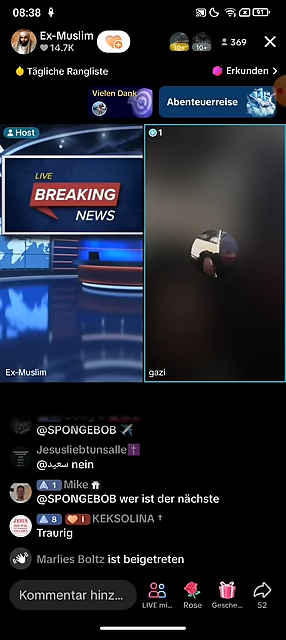 08:38
91
Ex-Muslim
14.7K
10+
10+
369
Tägliche Rangliste
Erkunden
Vielen Dank
Abenteuerreise
Host
1
LIVE
BREAKING
NEWS
Ex-Muslim
gazi
@SPONGEBOB
Jesusliebtunsalle
@سعيد nein
1 Mike
@SPONGEBOB wer ist der nächste
JESUS
8 I KEKSOLINA
Traurig
Marlies Boltz ist beigetreten
Kommentar hinz...
LIVE mi...
Rose
Gesche...
52